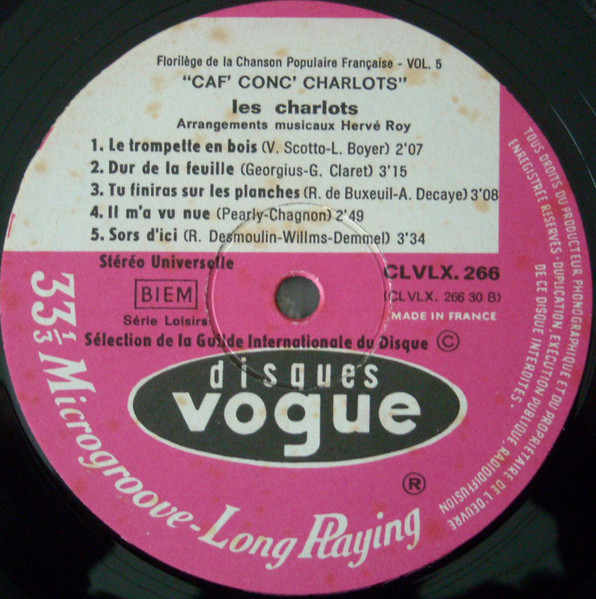 Florilège de la Chanson Populaire Française - VOL. 5
"CAF' CONC' CHARLOTS"
les charlots
Arrangements musicaux Hervé Roy
1. Le trompette en bois (V. Scotto-L. Boyer) 2'07
2. Dur de la feuille (Georgius-G. Claret) 3'15
3. Tu finiras sur les planches (R. de Buxeuil-A. Decaye) 3'08
4. Il m'a vu nue (Pearly-Chagnon) 2'49
5. Sors d'ici (R. Desmoulin-Willms-Demmel) 3'34
Stéréo Universelle
CLVLX. 266
BIEM
(CLVLX. 266 30 B)
Série Loisirs
MADE IN FRANCE
Sélection de la Guilde Internationale du Disque ©
disques
vogue
®
33 1/3 Microgroove-Long Playing
TOUS DROITS DU PRODUCTEUR PHONOGRAPHIQUE ET DU PROPRIETAIRE DE L'OEUVRE
ENREGISTREE RESERVES · DUPLICATION, EXECUTION PUBLIQUE, RADIODIFFUSION
DE CE DISQUE INTERDITES ·